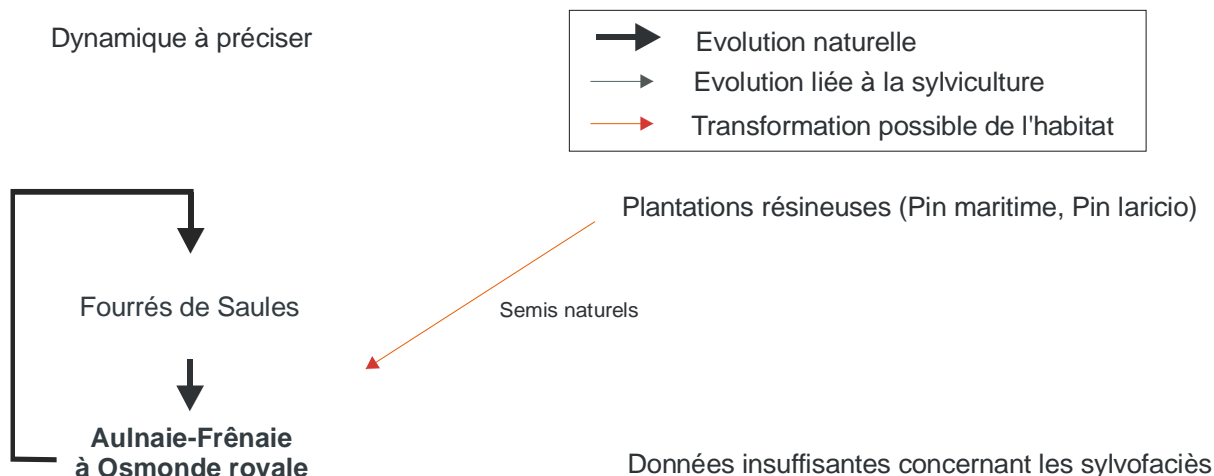 Dynamique à préciser
Evolution naturelle
Evolution liée à la sylviculture
Transformation possible de l'habitat
Plantations résineuses (Pin maritime, Pin laricio)
Fourrés de Saules
Semis naturels
Aulnaie-Frênaie
à Osmonde royale
Données insuffisantes concernant les sylvofaciès